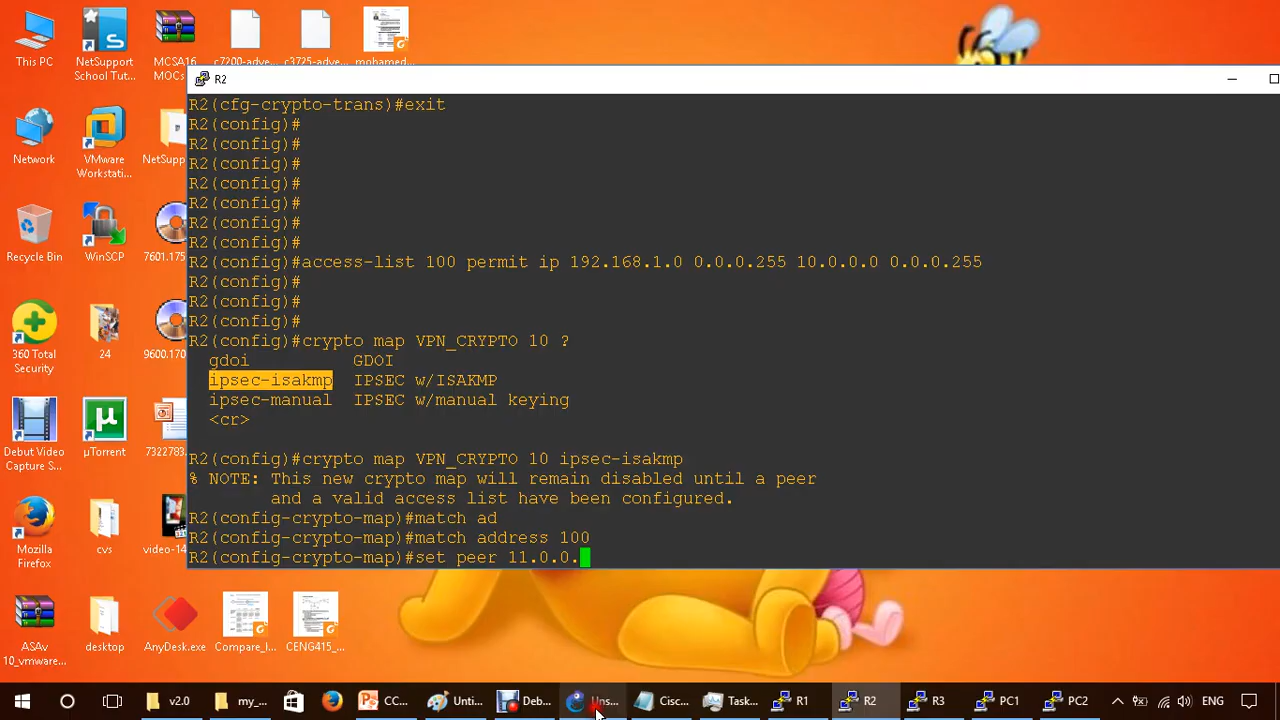 This PC
NetSupport
School Tut...
MCSA16
MOCs
c7200-adve...
c3725-adve...
mohamed...
R2
R2(cfg-crypto-trans)#exit
R2(config)#
R2(config)#
R2(config)#
R2(config)#
R2(config)#
R2(config)#
R2(config)#
R2(config)#access-list 100 permit ip 192.168.1.0 0.0.0.255 10.0.0.0 0.0.0.255
R2(config)#
R2(config)#
R2(config)#
R2(config)#crypto map VPN_CRYPTO 10 ?
gdoi GDOI
ipsec-isakmp IPSEC w/ISAKMP
ipsec-manual IPSEC w/manual keying
<cr>
R2(config)#crypto map VPN_CRYPTO 10 ipsec-isakmp
% NOTE: This new crypto map will remain disabled until a peer
and a valid access list have been configured.
R2(config-crypto-map)#match ad
R2(config-crypto-map)#match address 100
R2(config-crypto-map)#set peer 11.0.0.
Network
VMware
Workstati...
NetSupp
Recycle Bin
WinSCP
7601.175
360 Total
Security
24
9600.170
Debut Video
Capture S...
µTorrent
7322783.
Mozilla
Firefox
cvs
video-14
ASAv
10_vmware...
desktop
AnyDesk.exe
Compare_I...
CENG415_...
v2.0
my_...
CC...
Unti...
Deb...
Uns...
Cisc...
Task...
R1
R2
R3
PC1
PC2
ENG